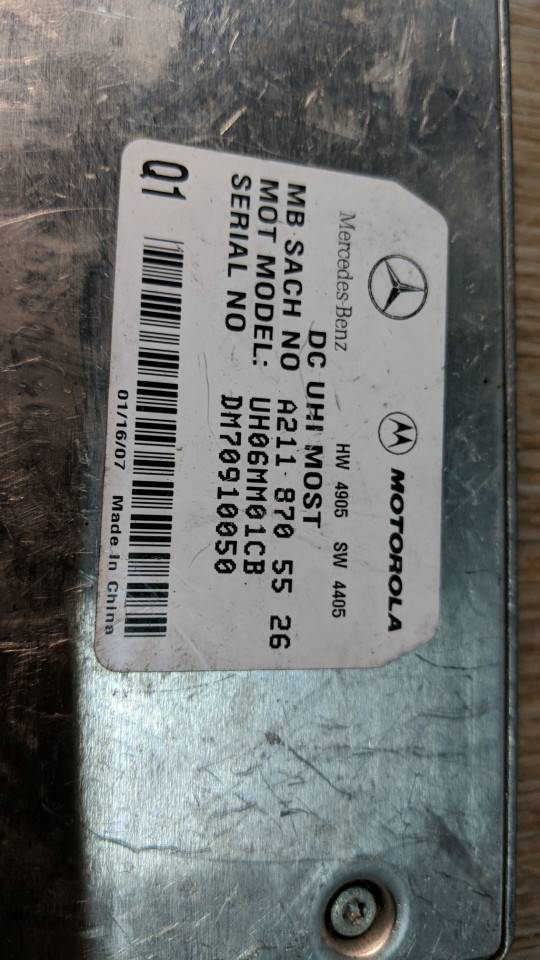 MOTOROLA
Mercedes-Benz HW 4905 SW 4405
DC UHI MOST
MB SACH NO A211 870 55 26
MOT MODEL: UH06MM01CB
SERIAL NO DM70910050
Q1
01/16/07 Made In China